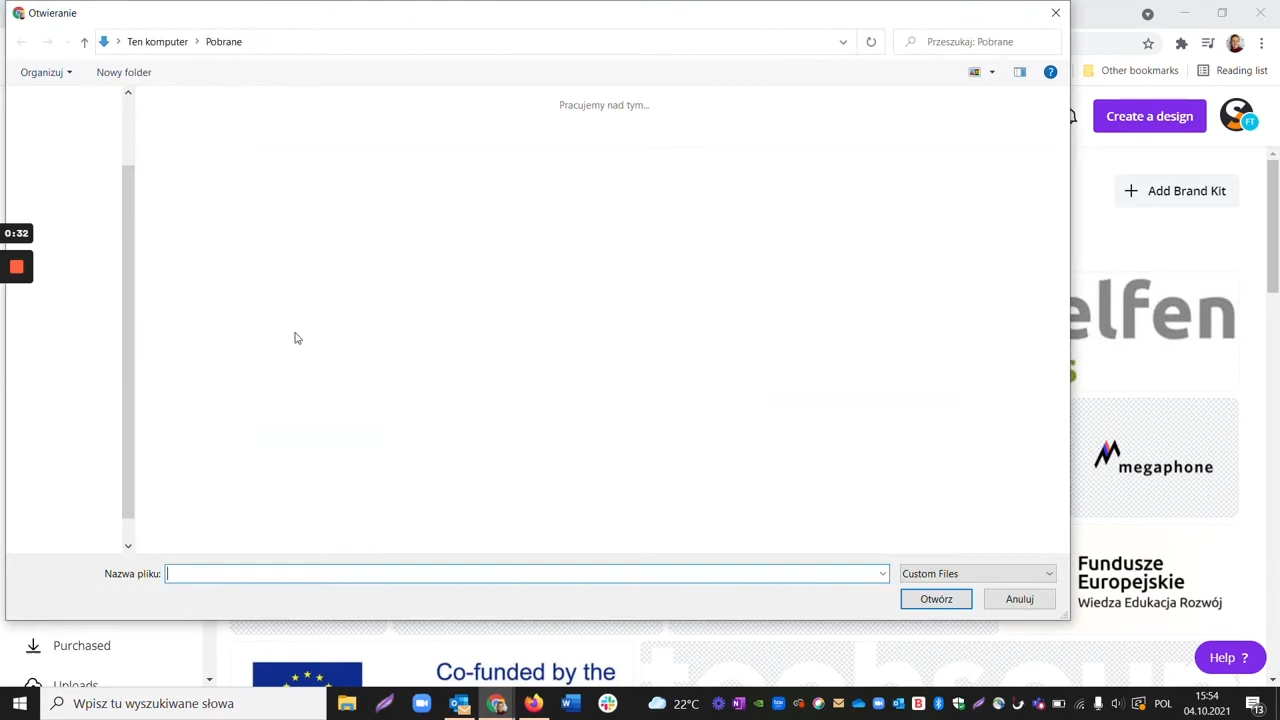 Otwieranie
Ten komputer
Pobrane
Przeszukaj: Pobrane
Organizuj
Nowy folder
?
Pracujemy nad tym...
Other bookmarks
Reading list
Create a design
FT
Add Brand Kit
0:32
elfen
s
megaphone
Nazwa pliku:
Custom Files
Otwórz
Anuluj
Fundusze
Europejskie
Wiedza Edukacja Rozwój
Purchased
Uploads
Co-funded by the
Help ?
Wpisz tu wyszukiwane słowa
22°C
POL
15:54
04.10.2021
13